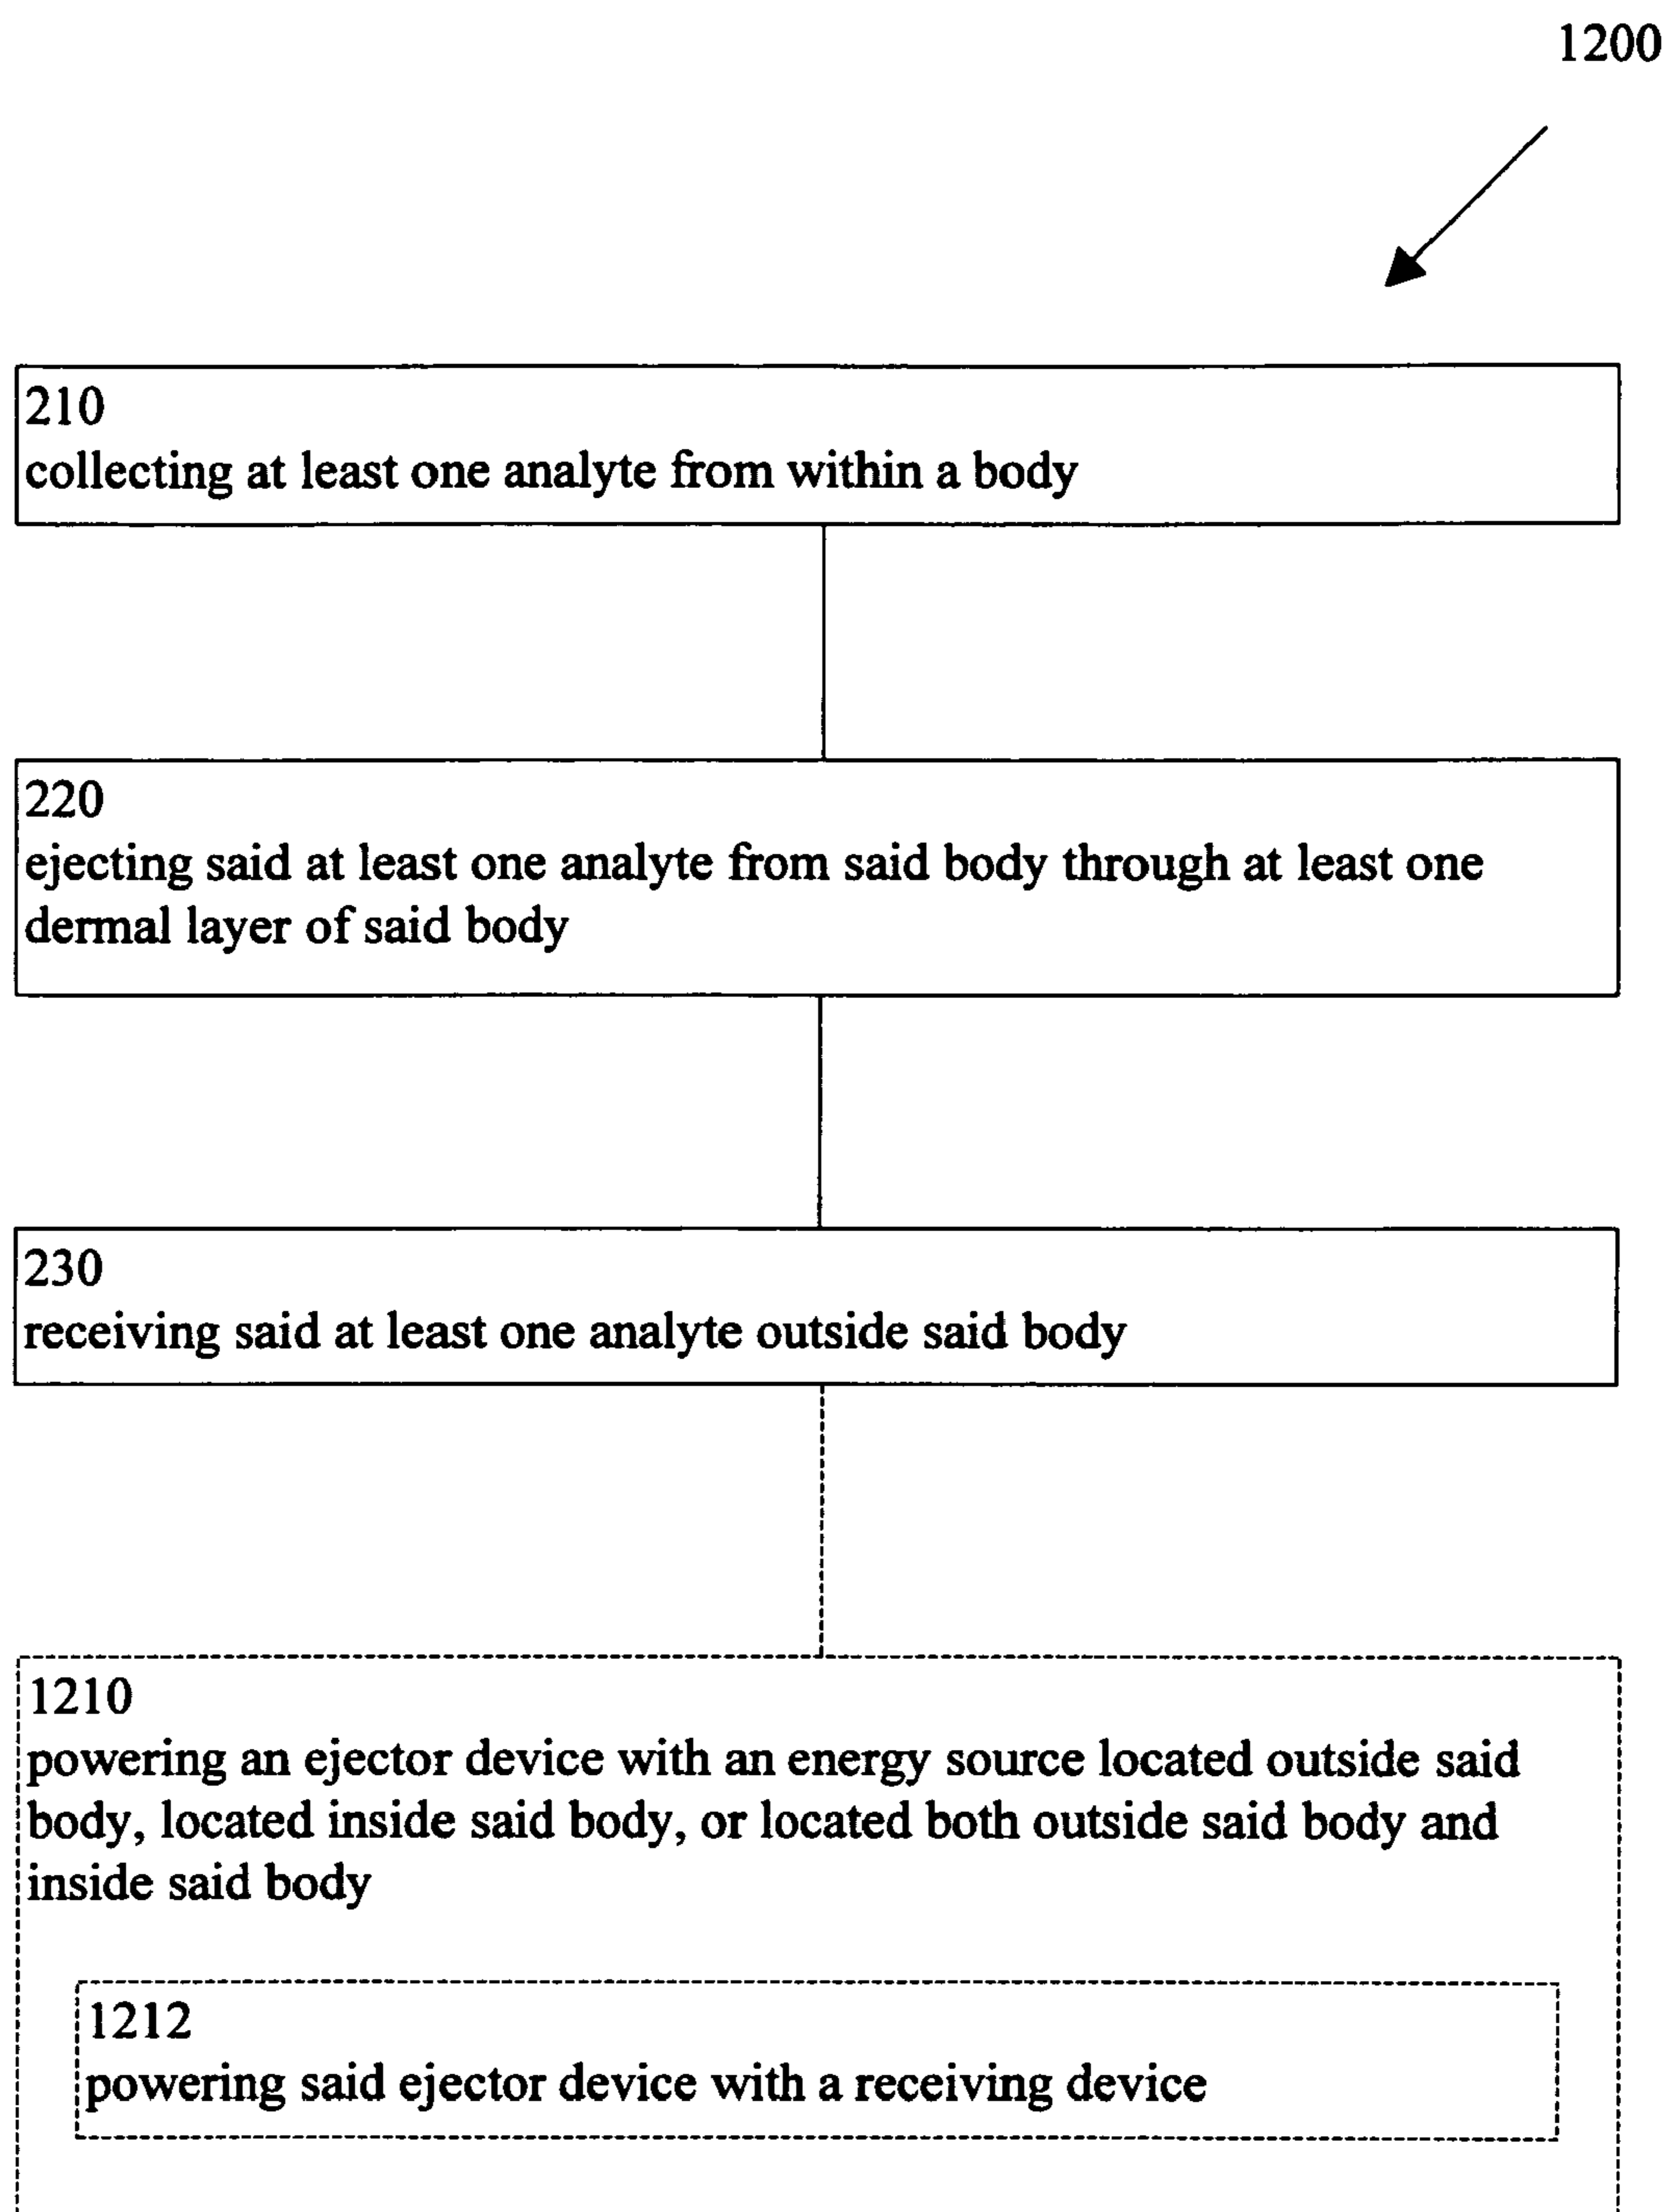 1200
210
collecting at least one analyte from within a body
220
ejecting said at least one analyte from said body through at least one
dermal layer of said body
230
receiving said at least one analyte outside said body
1210
powering an ejector device with an energy source located outside said
body, located inside said body, or located both outside said body and
inside said body
1212
powering said ejector device with a receiving device